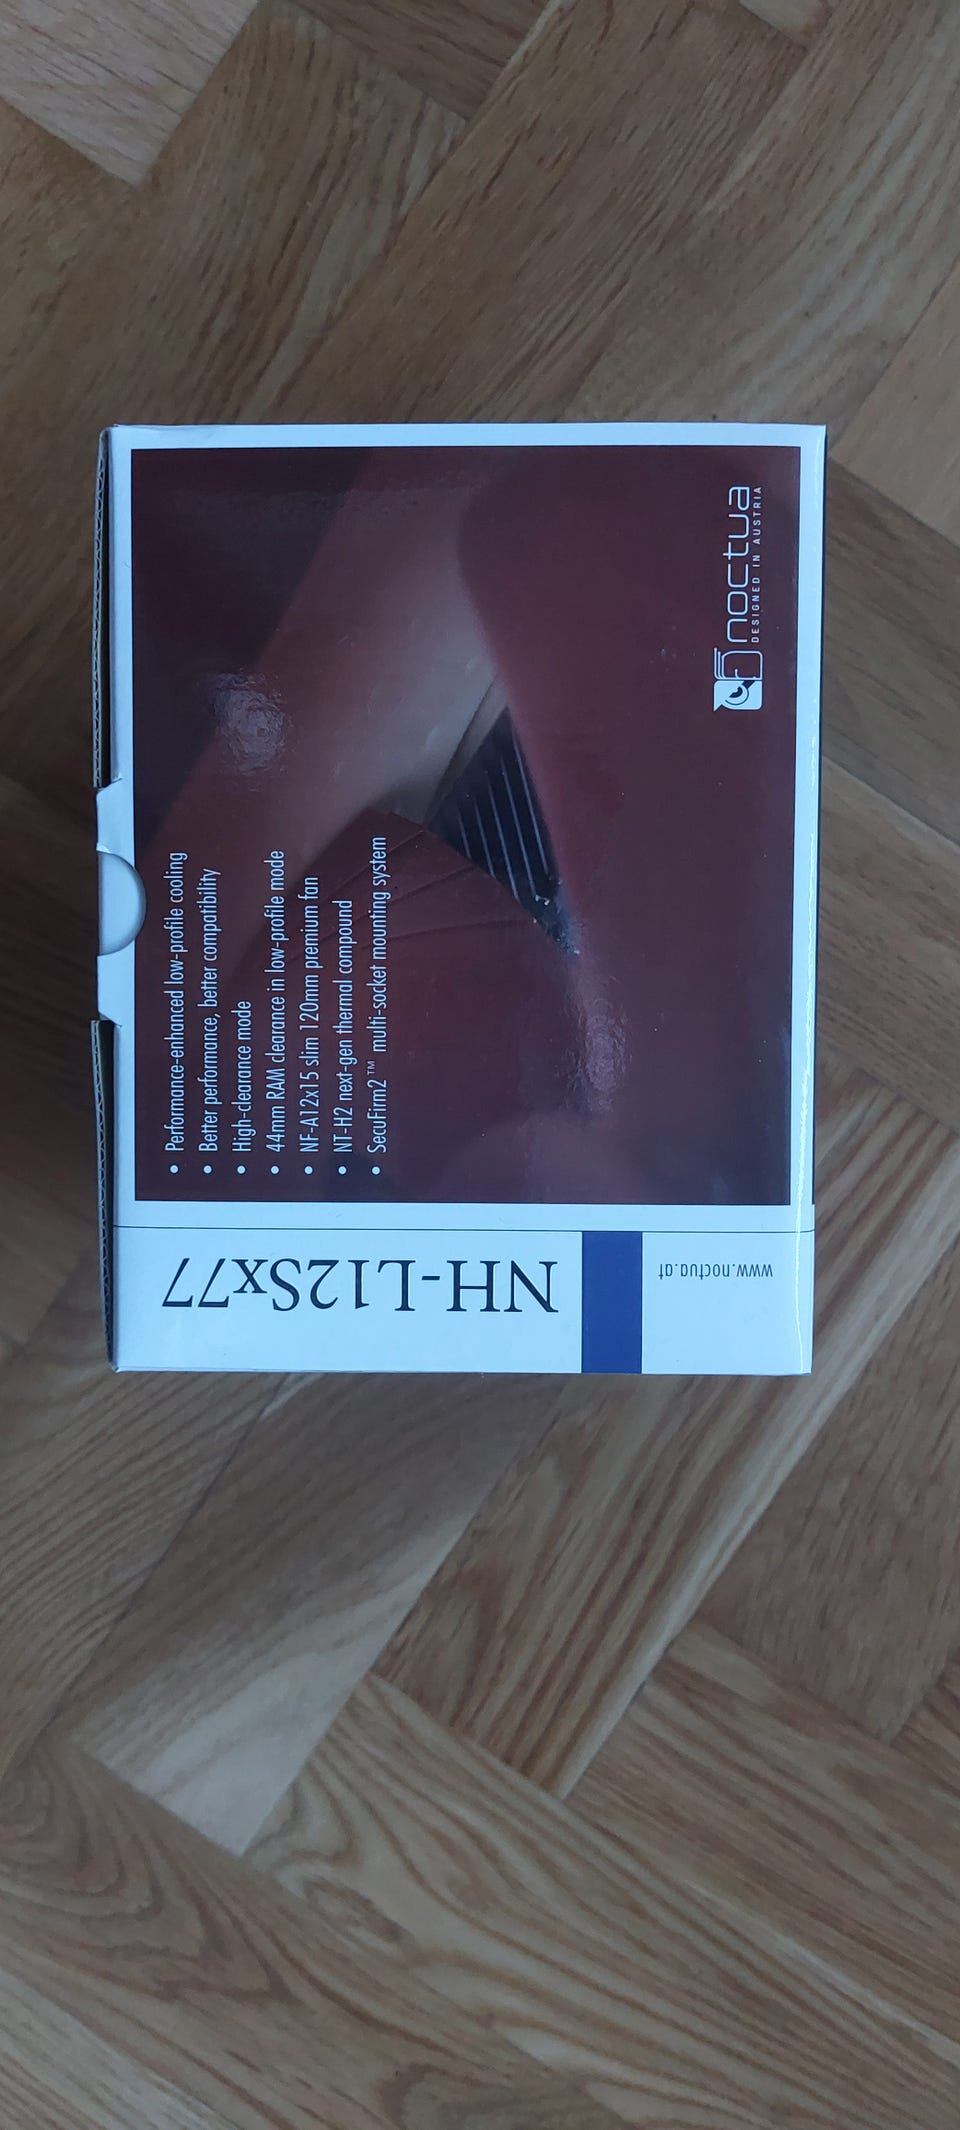 • Performance-enhanced low-profile cooling
• Better performance, better compatibility
• High-clearance mode
• 44mm RAM clearance in low-profile mode
• NF-A12x15 slim 120mm premium fan
• NT-H2 next-gen thermal compound
• SecuFirm2™ multi-socket mounting system
noctua
DESIGNED IN AUSTRIA
NH-L12Sx77
www.noctua.at